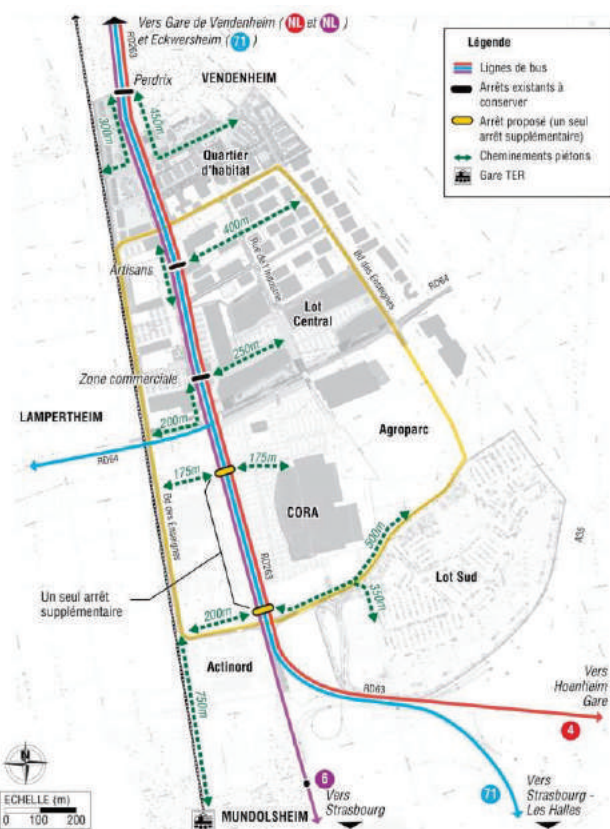 Vers Gare de Vendenheim (NL et NL)
et Eckwersheim (71)
RD263
Perdrix
VENDENHEIM
300m
450m
Quartier
d'habitat
400m
Artisans
Rue de l'Industrie
Bd des Enseignes
RD64
Lot
Central
250m
Zone commerciale
LAMPERTHEIM
200m
RD64
Agroparc
175m
175m
Bd des Enseignes
CORA
RD263
500m
A35
Lot Sud
350m
Un seul arrêt
supplémentaire
200m
Actinord
750m
RD63
Vers
Hoenheim
Gare
4
6
Vers
Strasbourg
71
Vers
Strasbourg -
Les Halles
MUNDOLSHEIM
N
ECHELLE (m)
0 100 200
Légende
Lignes de bus
Arrêts existants à
conserver
Arrêt proposé (un seul
arrêt supplémentaire)
Cheminements piétons
Gare TER